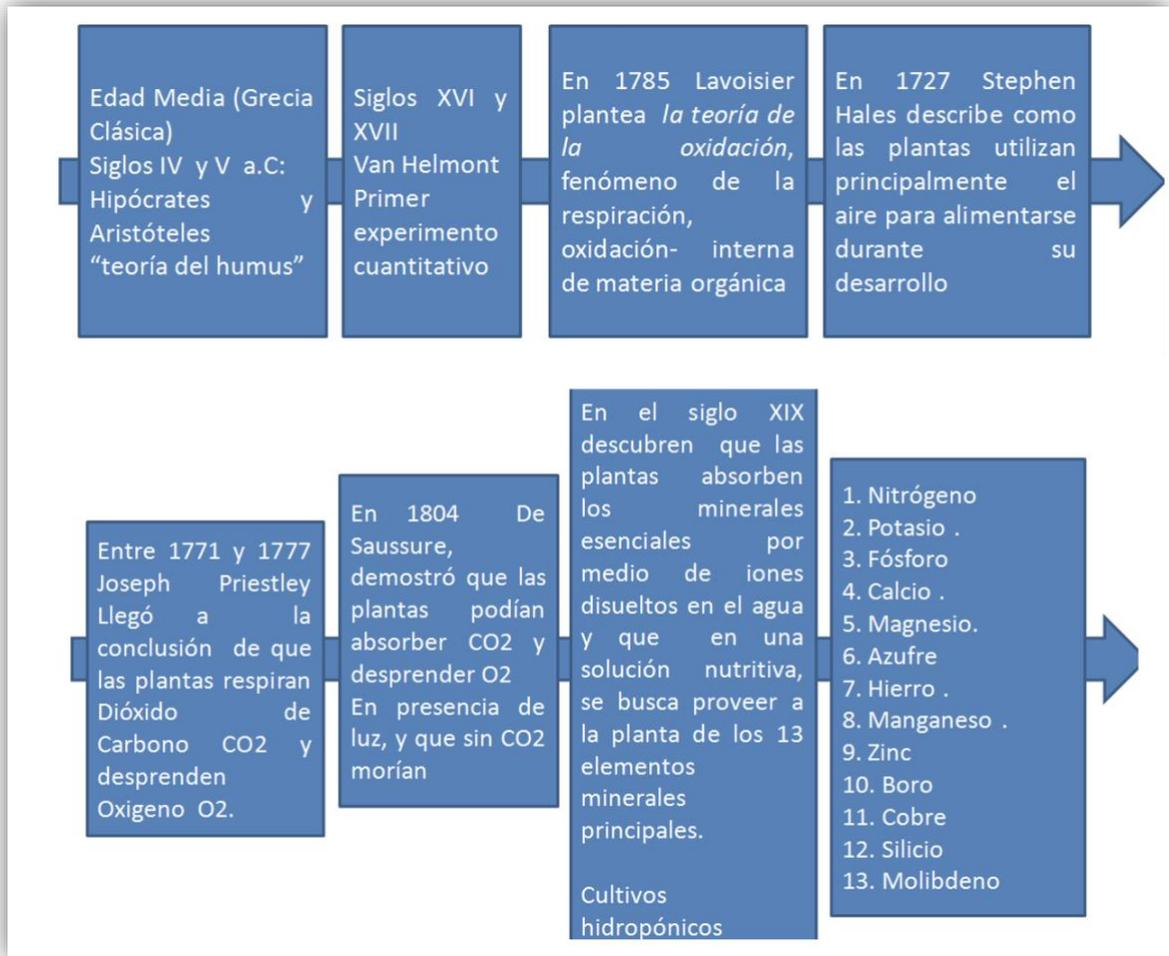 Edad Media (Grecia
Clásica)
Siglos IV y V a.C:
Hipócrates y
Aristóteles
“teoría del humus”
Siglos XVI y
XVII
Van Helmont
Primer
experimento
cuantitativo
En 1785 Lavoisier
plantea la teoría de
la oxidación,
fenómeno de la
respiración,
oxidación- interna
de materia orgánica
En 1727 Stephen
Hales describe como
las plantas utilizan
principalmente el
aire para alimentarse
durante su
desarrollo
Entre 1771 y 1777
Joseph Priestley
Llegó a la
conclusión de que
las plantas respiran
Dióxido de
Carbono CO2 y
desprenden
Oxigeno O2.
En 1804 De
Saussure,
demostró que las
plantas podían
absorber CO2 y
desprender O2
En presencia de
luz, y que sin CO2
morían
En el siglo XIX
descubren que las
plantas absorben
los minerales
esenciales por
medio de iones
disueltos en el agua
y que en una
solución nutritiva,
se busca proveer a
la planta de los 13
elementos
minerales
principales.
Cultivos
hidropónicos
1. Nitrógeno
2. Potasio .
3. Fósforo
4. Calcio .
5. Magnesio.
6. Azufre
7. Hierro .
8. Manganeso .
9. Zinc
10. Boro
11. Cobre
12. Silicio
13. Molibdeno